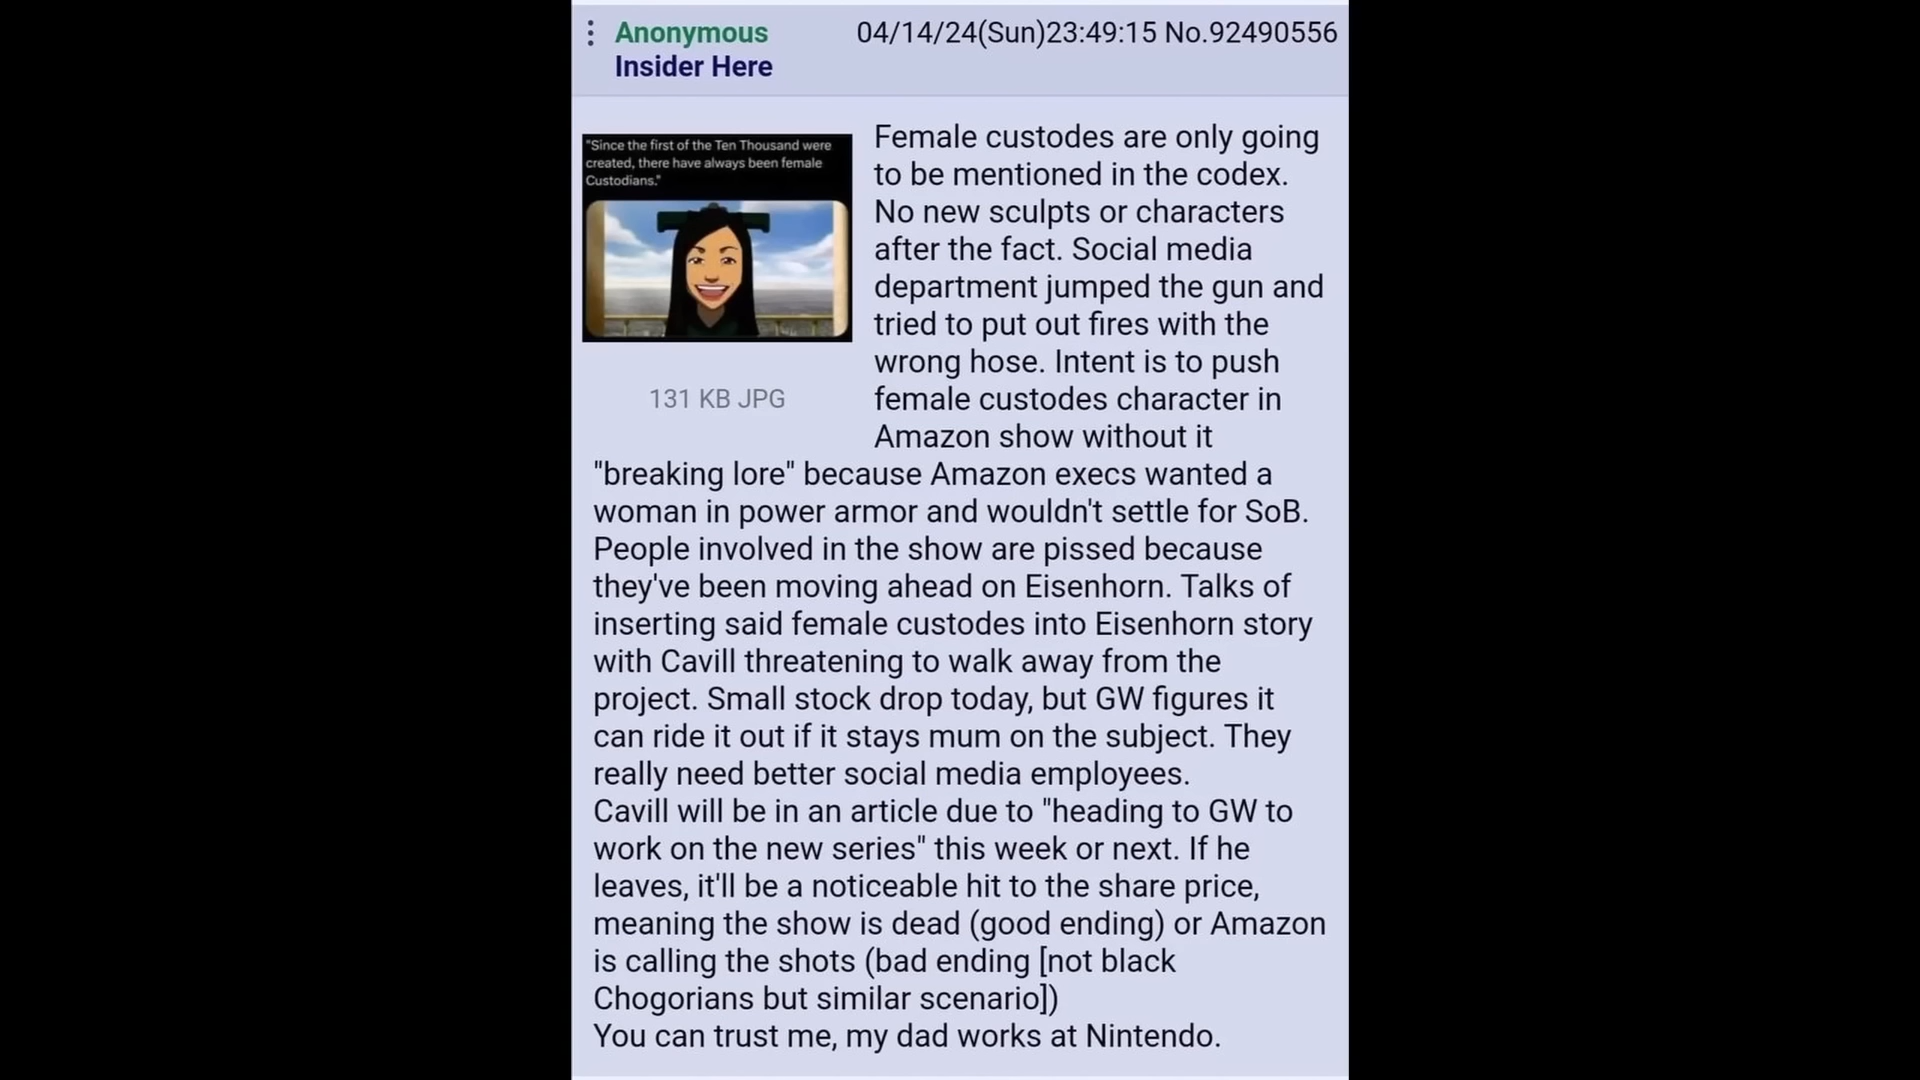 Anonymous 04/14/24(Sun)23:49:15 No.92490556
Insider Here
"Since the first of the Ten Thousand were
created, there have always been female
Custodians."
131 KB JPG
Female custodes are only going
to be mentioned in the codex.
No new sculpts or characters
after the fact. Social media
department jumped the gun and
tried to put out fires with the
wrong hose. Intent is to push
female custodes character in
Amazon show without it
"breaking lore" because Amazon execs wanted a
woman in power armor and wouldn't settle for SoB.
People involved in the show are pissed because
they've been moving ahead on Eisenhorn. Talks of
inserting said female custodes into Eisenhorn story
with Cavill threatening to walk away from the
project. Small stock drop today, but GW figures it
can ride it out if it stays mum on the subject. They
really need better social media employees.
Cavill will be in an article due to "heading to GW to
work on the new series" this week or next. If he
leaves, it'll be a noticeable hit to the share price,
meaning the show is dead (good ending) or Amazon
is calling the shots (bad ending [not black
Chogorians but similar scenario])
You can trust me, my dad works at Nintendo.